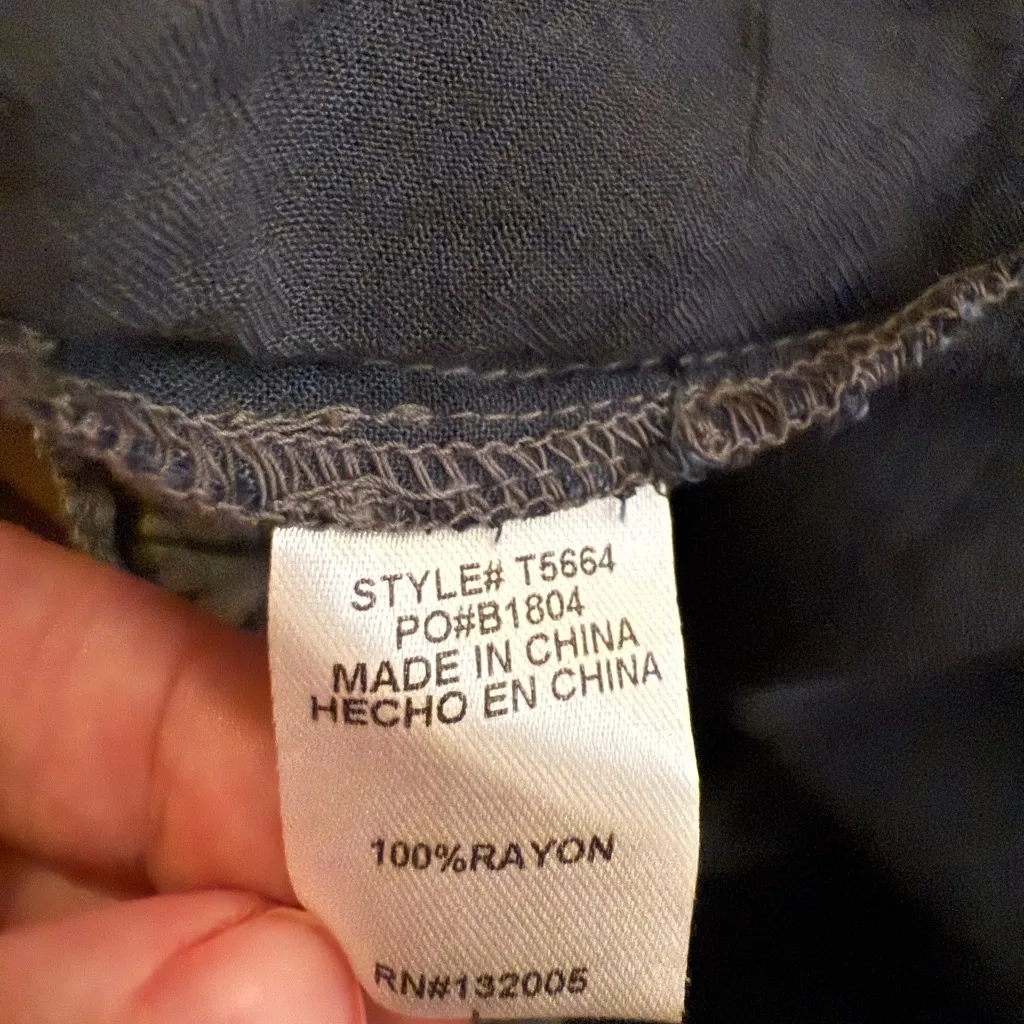 STYLE# T5664
PO#B1804
MADE IN CHINA
HECHO EN CHINA
100%RAYON
RN#132005